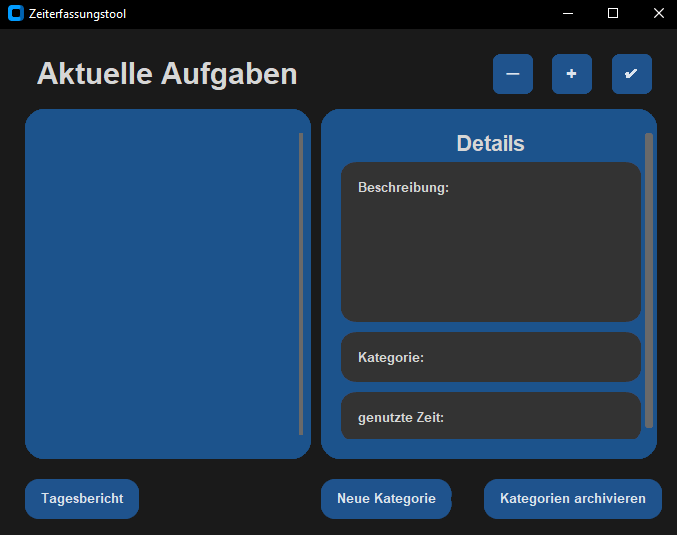 Zeiterfassungstool
Aktuelle Aufgaben
Details
Beschreibung:
Kategorie:
genutzte Zeit:
Tagesbericht
Neue Kategorie
Kategorien archivieren